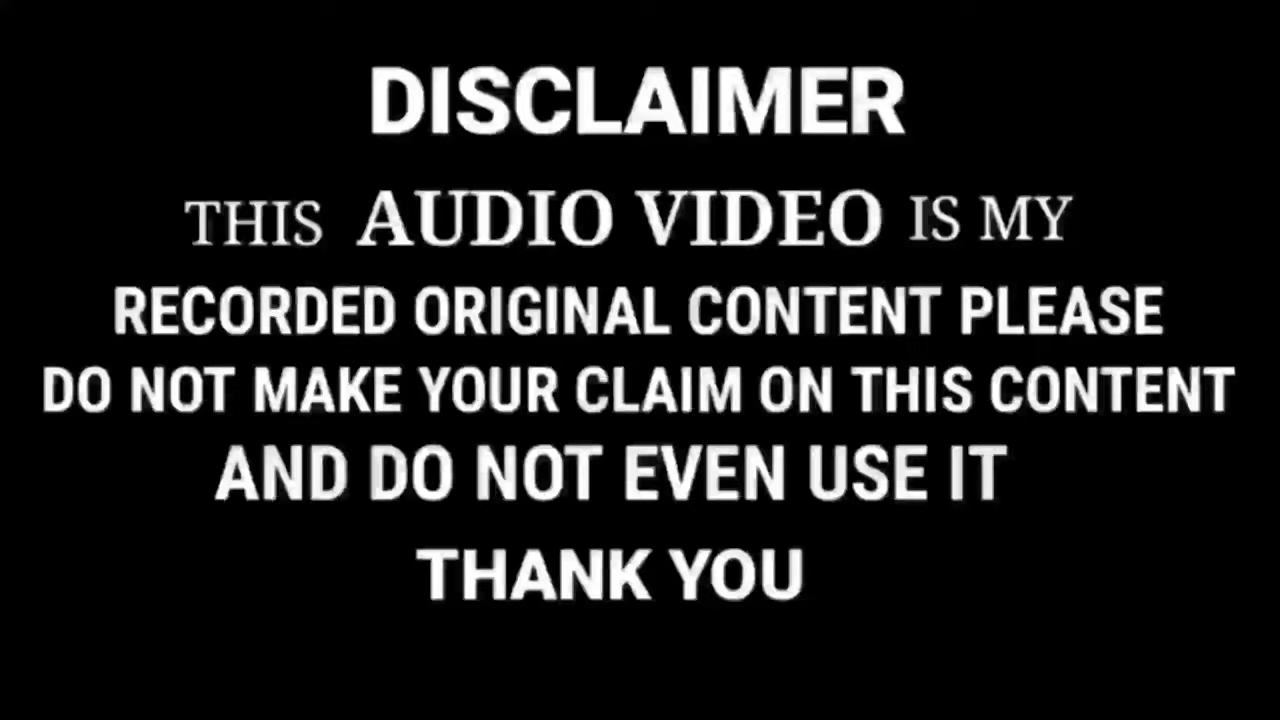 DISCLAIMER
THIS AUDIO VIDEO IS MY
RECORDED ORIGINAL CONTENT PLEASE
DO NOT MAKE YOUR CLAIM ON THIS CONTENT
AND DO NOT EVEN USE IT
THANK YOU